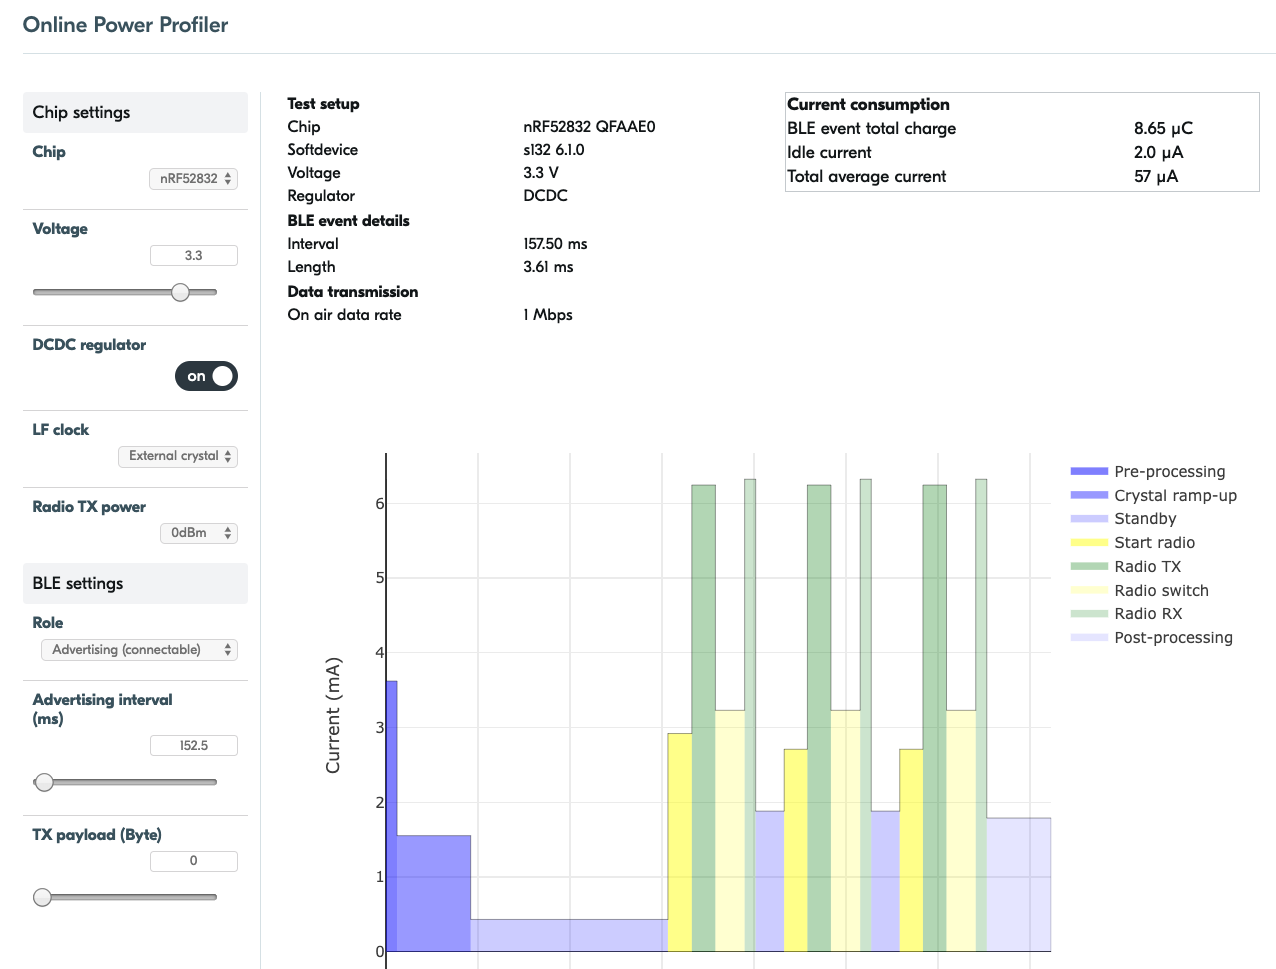 Online Power Profiler
Chip settings
Chip
nRF52832
Voltage
3.3
DCDC regulator
on
LF clock
External crystal
Radio TX power
0dBm
BLE settings
Role
Advertising (connectable)
Advertising interval
(ms)
152.5
TX payload (Byte)
0
Test setup
Chip nRF52832 QFAAE0
Softdevice s132 6.1.0
Voltage 3.3 V
Regulator DCDC
BLE event details
Interval 157.50 ms
Length 3.61 ms
Data transmission
On air data rate 1 Mbps
Current consumption
BLE event total charge 8.65 µC
Idle current 2.0 µA
Total average current 57 µA
Current (mA)
6
5
4
3
2
1
0
Pre-processing
Crystal ramp-up
Standby
Start radio
Radio TX
Radio switch
Radio RX
Post-processing